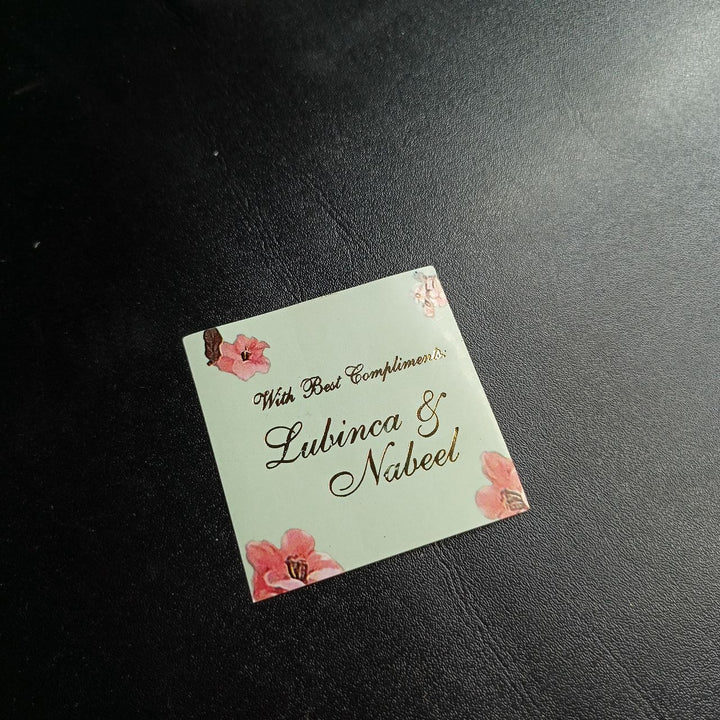 With Best Compliments
Lubinca &
Nabeel